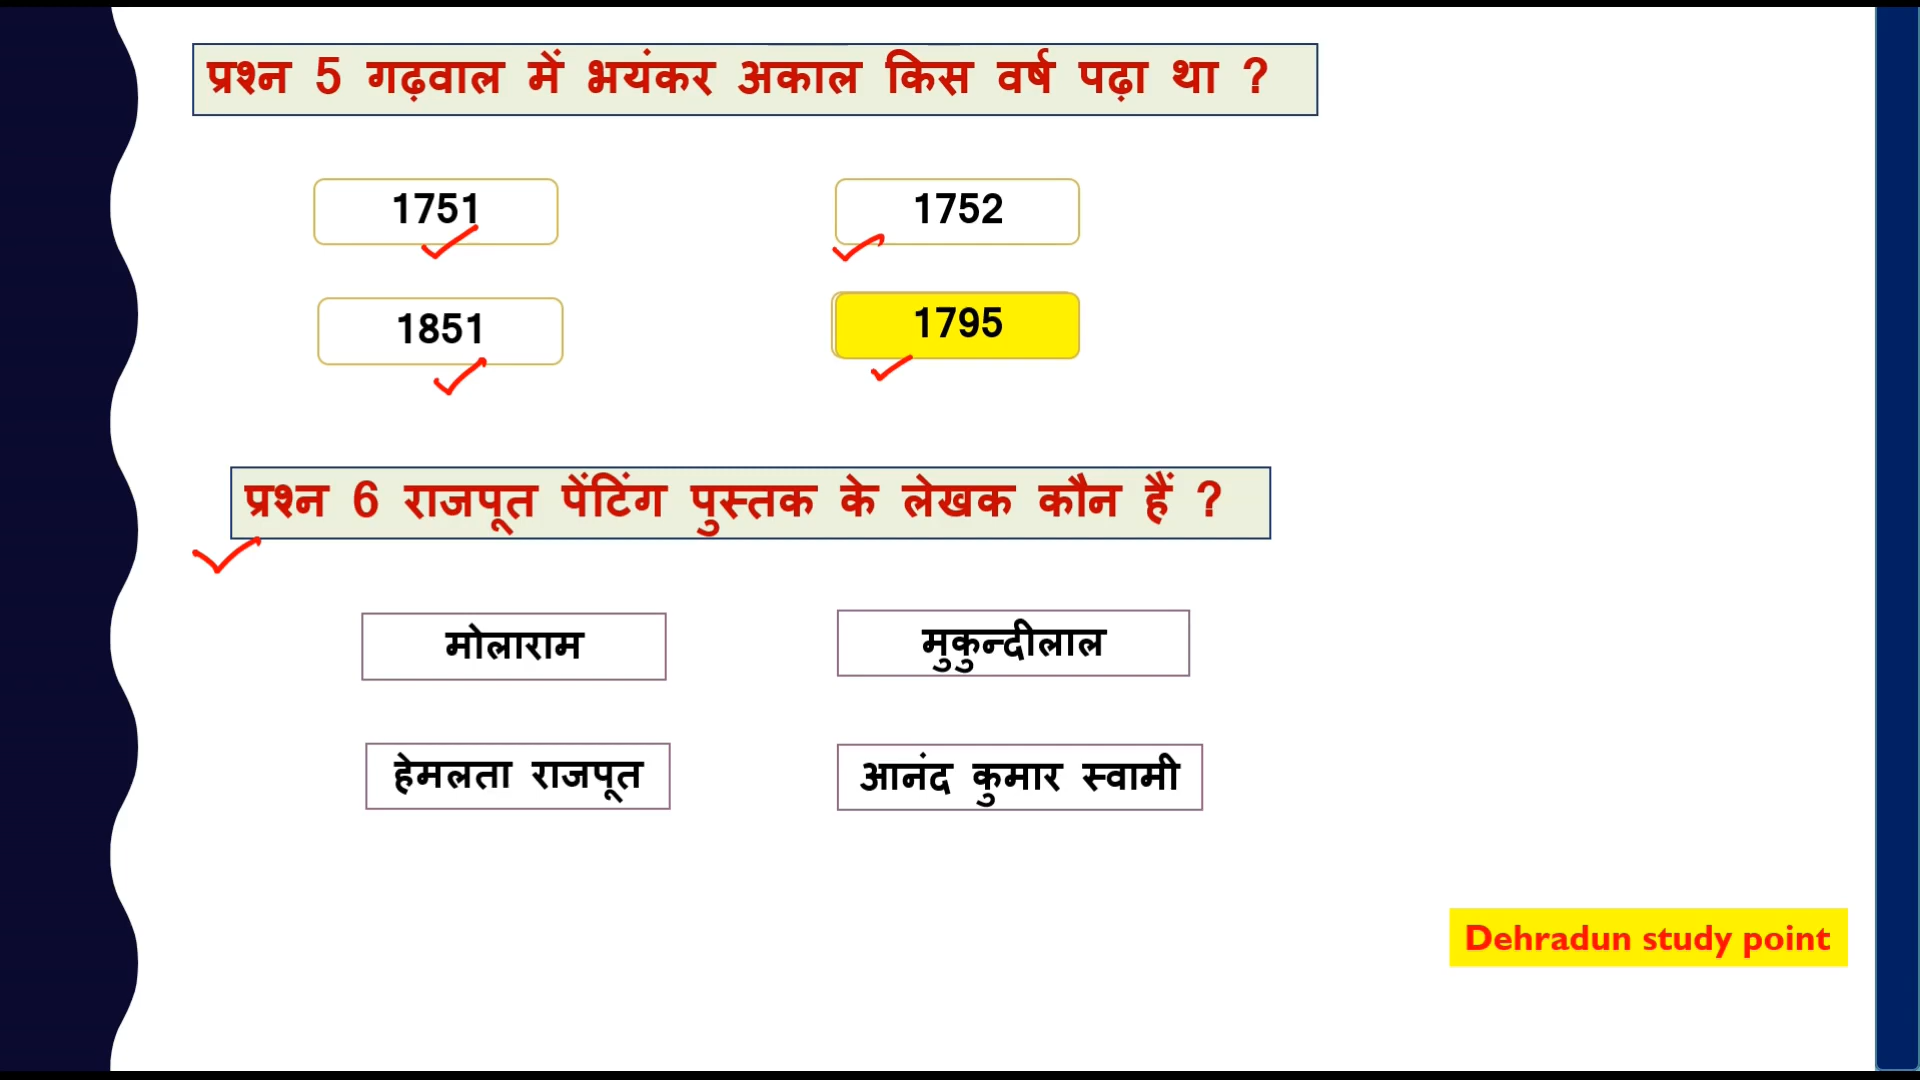 प्रश्न 5 गढ़वाल में भयंकर अकाल किस वर्ष पढ़ा था ?
1751
1752
1851
1795
प्रश्न 6 राजपूत पेंटिंग पुस्तक के लेखक कौन हैं ?
मोलाराम
मुकुन्दीलाल
हेमलता राजपूत
आनंद कुमार स्वामी
Dehradun study point